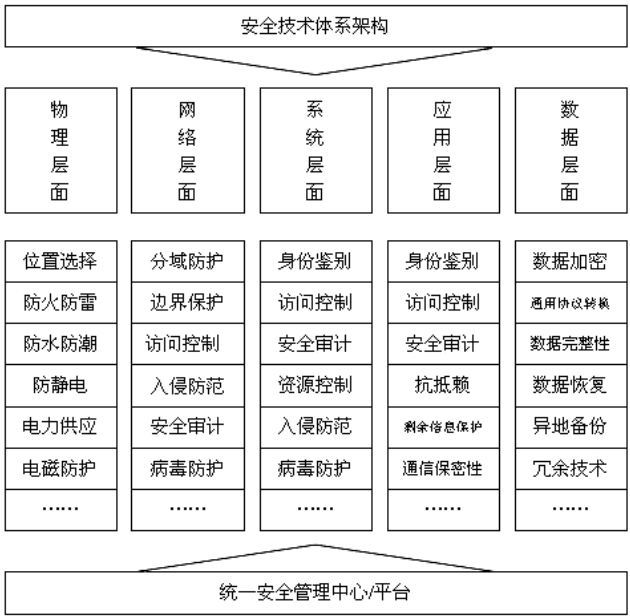 安全技术体系架构
物理层面
网络层面
系统层面
应用层面
数据层面
位置选择 分域防护 身份鉴别 身份鉴别 数据加密
防火防雷 边界保护 访问控制 访问控制 通用协议转换
防水防潮 访问控制 安全审计 安全审计 数据完整性
防静电 入侵防范 资源控制 抗抵赖 数据恢复
电力供应 安全审计 入侵防范 剩余信息保护 异地备份
电磁防护 病毒防护 病毒防护 通信保密性 冗余技术
…… …… …… …… ……
统一安全管理中心/平台